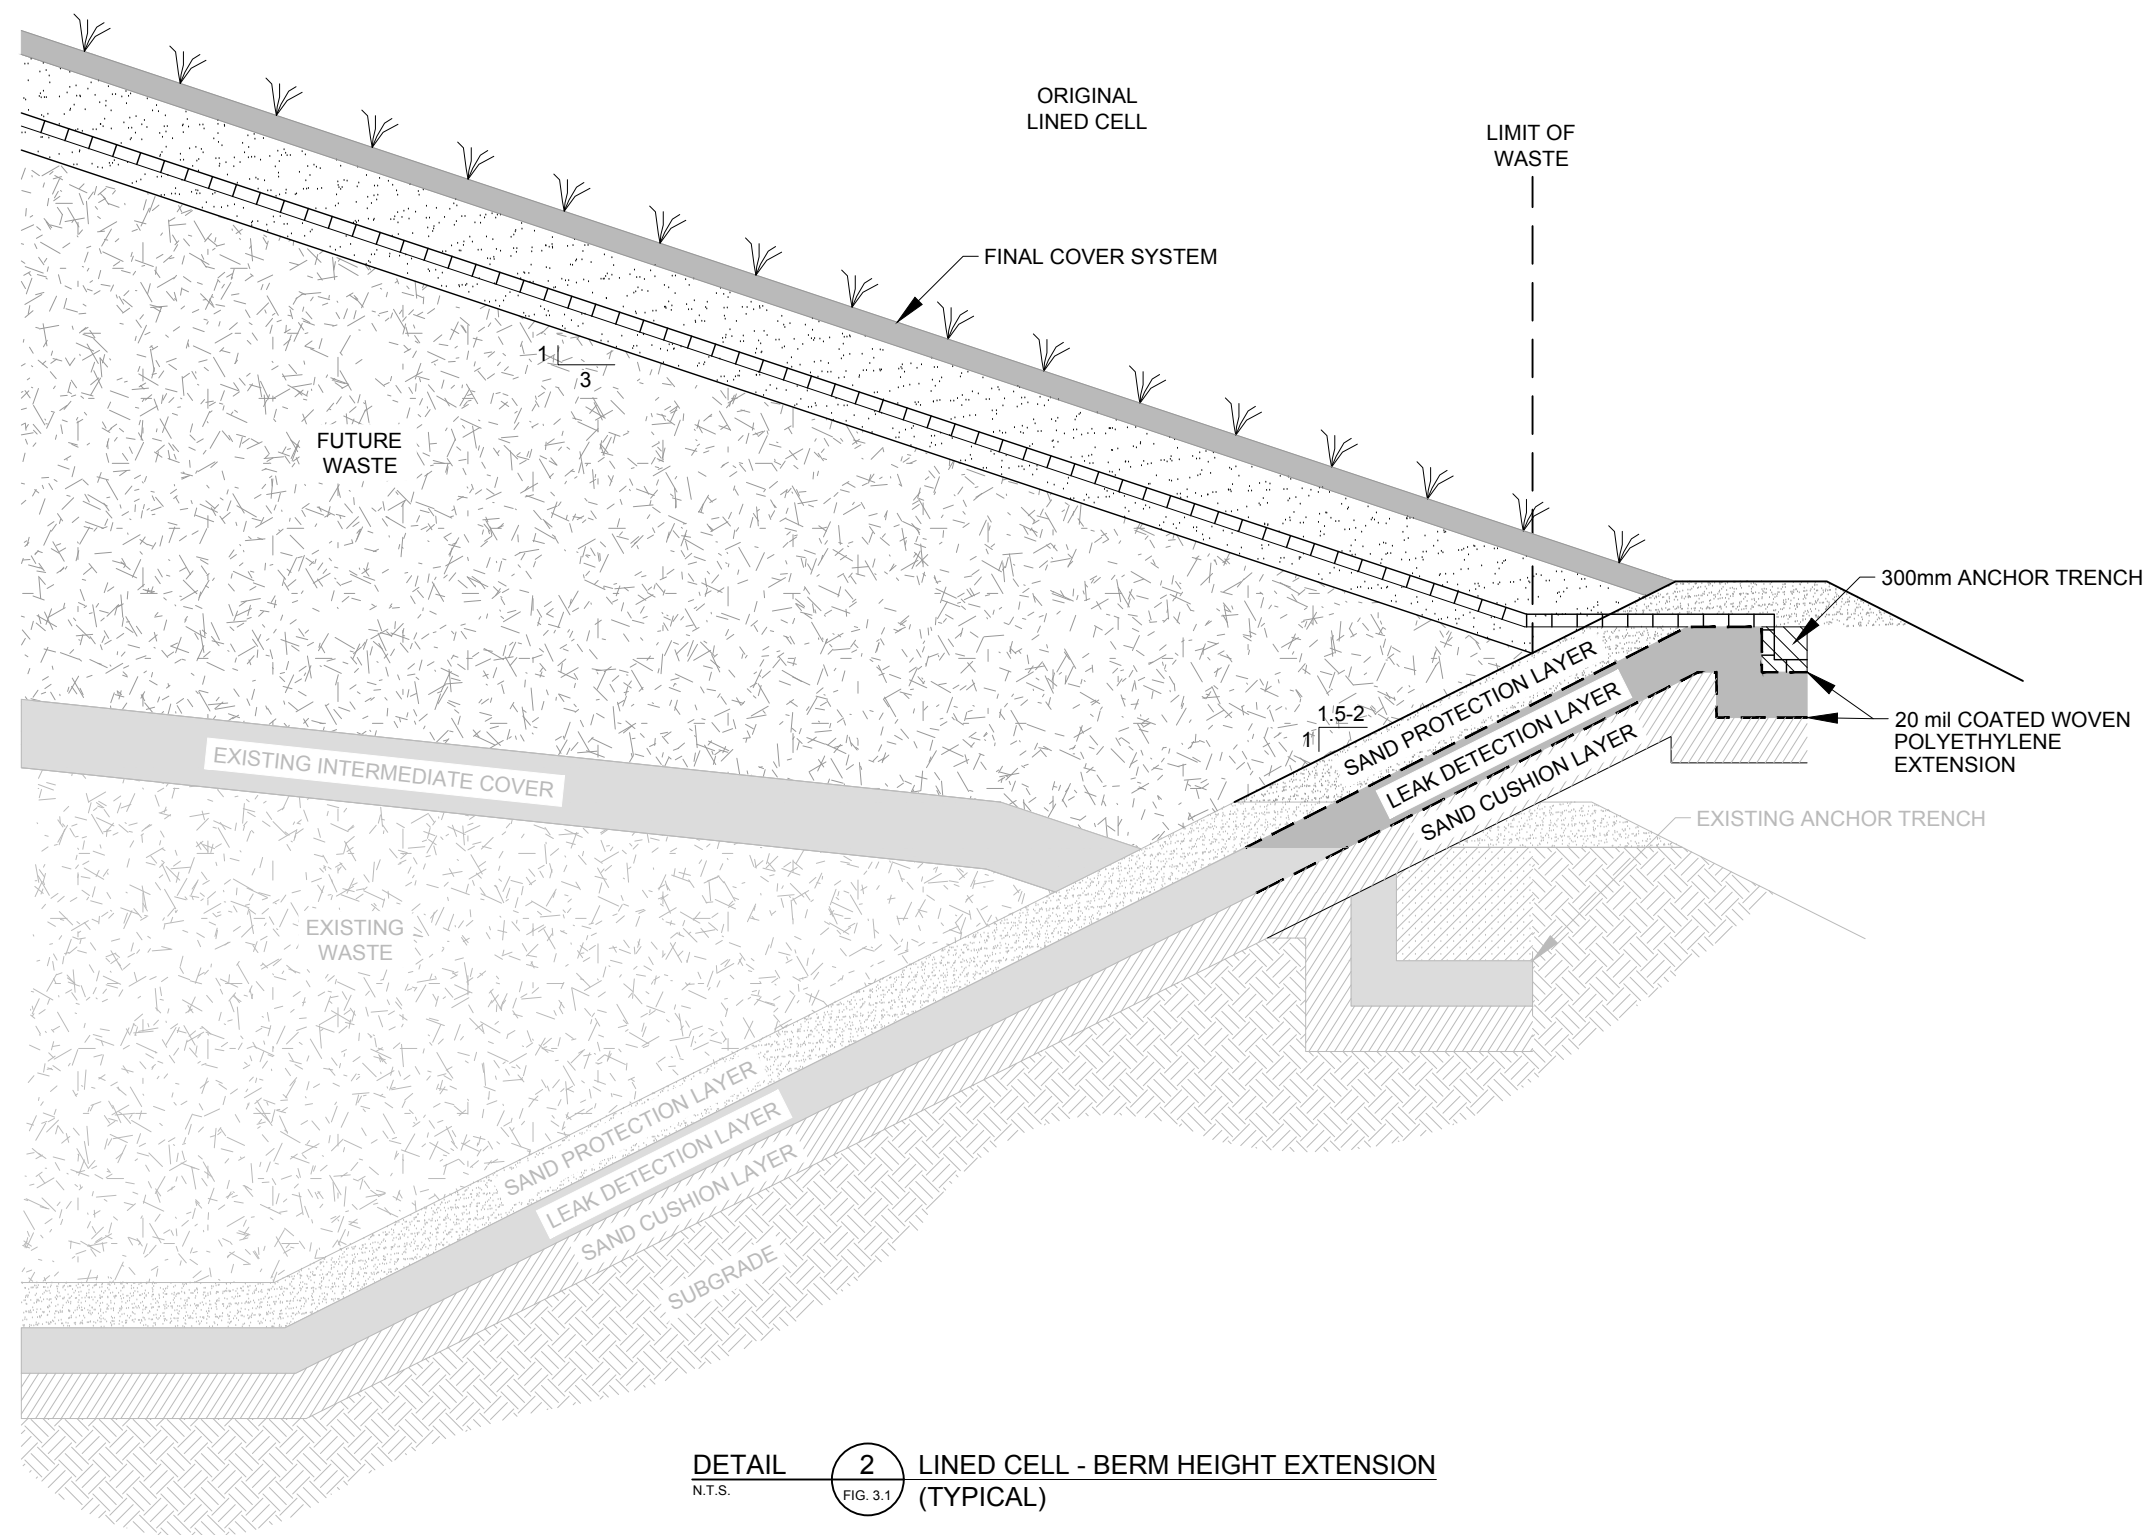 ORIGINAL
LINED CELL
LIMIT OF
WASTE
FINAL COVER SYSTEM
1
3
FUTURE
WASTE
300mm ANCHOR TRENCH
SAND PROTECTION LAYER
LEAK DETECTION LAYER
SAND CUSHION LAYER
1.5-2
1
20 mil COATED WOVEN
POLYETHYLENE
EXTENSION
EXISTING INTERMEDIATE COVER
EXISTING ANCHOR TRENCH
EXISTING
WASTE
SAND PROTECTION LAYER
LEAK DETECTION LAYER
SAND CUSHION LAYER
SUBGRADE
DETAIL
N.T.S.
2
FIG. 3.1
LINED CELL - BERM HEIGHT EXTENSION
(TYPICAL)